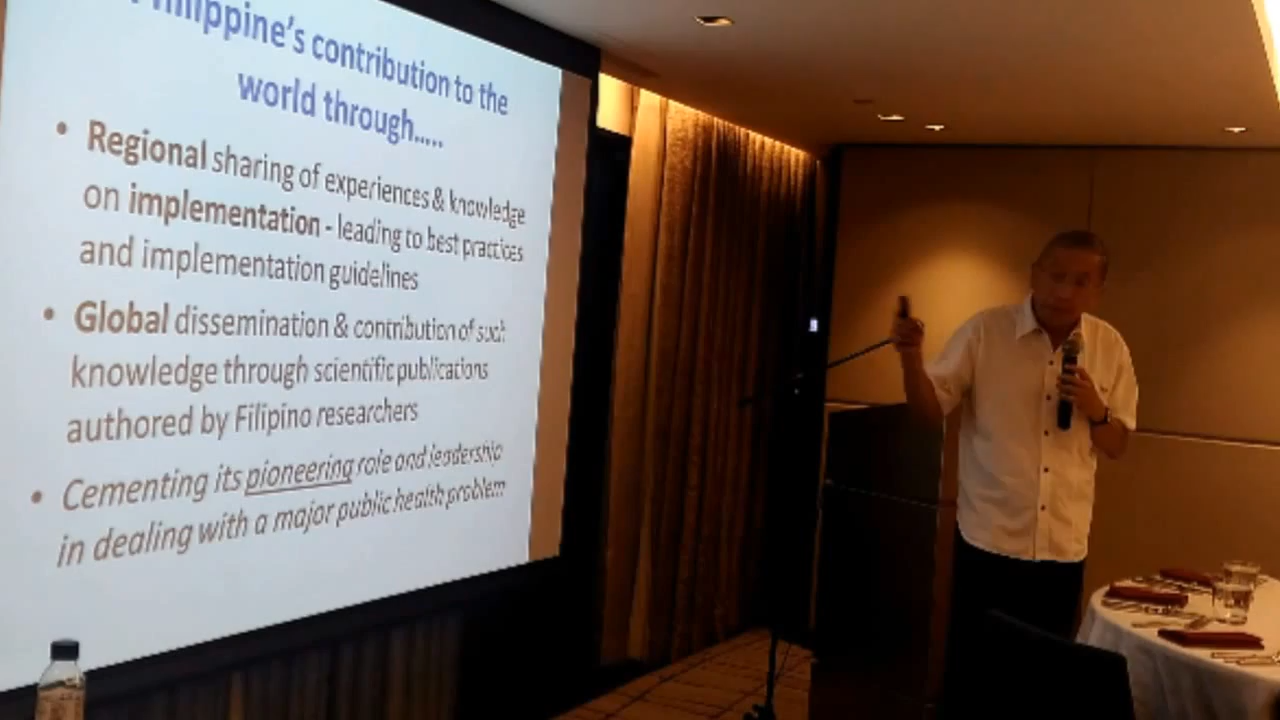 Philippine's contribution to the
world through.....
• Regional sharing of experiences & knowledge
on implementation - leading to best practices
and implementation guidelines
• Global dissemination & contribution of such
knowledge through scientific publications
authored by Filipino researchers
• Cementing its pioneering role and leadership
in dealing with a major public health problem